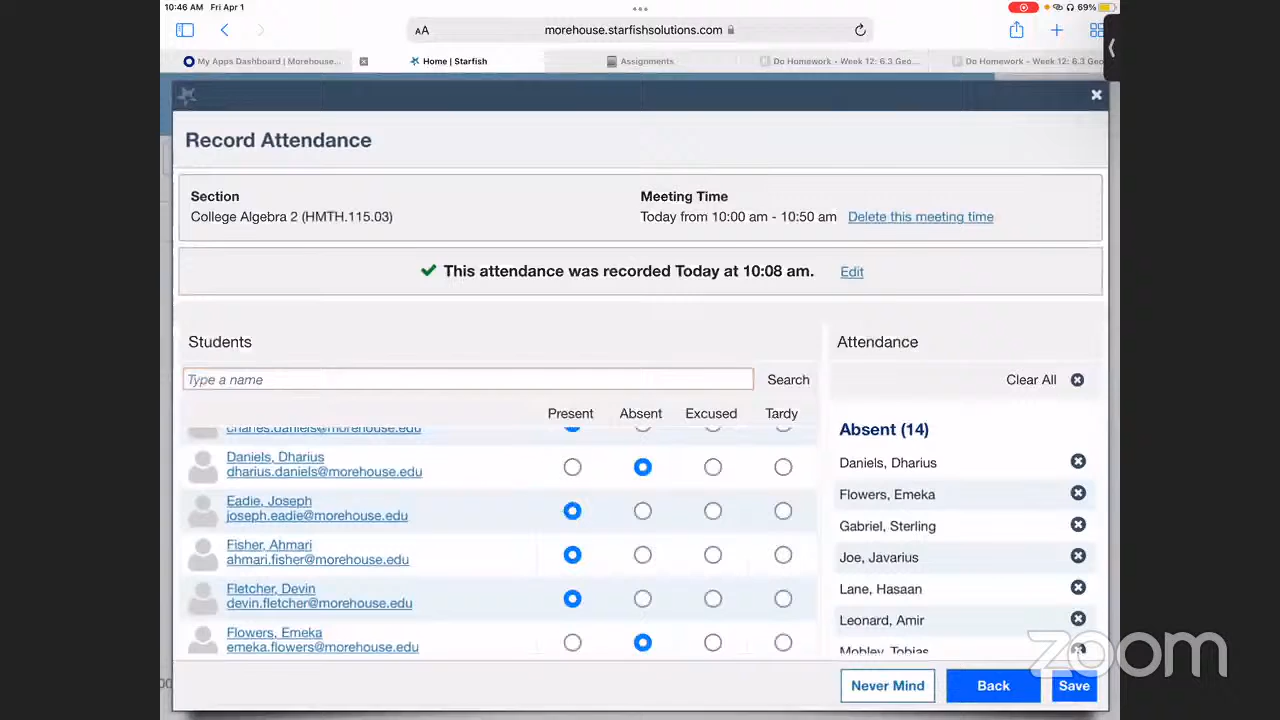 10:46 AM Fri Apr 1
69%
AA
morehouse.starfishsolutions.com
My Apps Dashboard | Morehouse...
Home | Starfish
Assignments
Do Homework - Week 12: 6.3 Geo...
Do Homework - Week 12: 6.3 Geo...
Record Attendance
Section
Meeting Time
College Algebra 2 (HMTH.115.03)
Today from 10:00 am - 10:50 am Delete this meeting time
This attendance was recorded Today at 10:08 am. Edit
Students
Attendance
Type a name
Search
Clear All
Present Absent Excused Tardy
charles.daniels@morehouse.edu
Daniels, Dharius
dharius.daniels@morehouse.edu
Eadie, Joseph
joseph.eadie@morehouse.edu
Fisher, Ahmari
ahmari.fisher@morehouse.edu
Fletcher, Devin
devin.fletcher@morehouse.edu
Flowers, Emeka
emeka.flowers@morehouse.edu
Absent (14)
Daniels, Dharius
Flowers, Emeka
Gabriel, Sterling
Joe, Javarius
Lane, Hasaan
Leonard, Amir
Mobley, Tobias
Never Mind
Back
Save
zoom